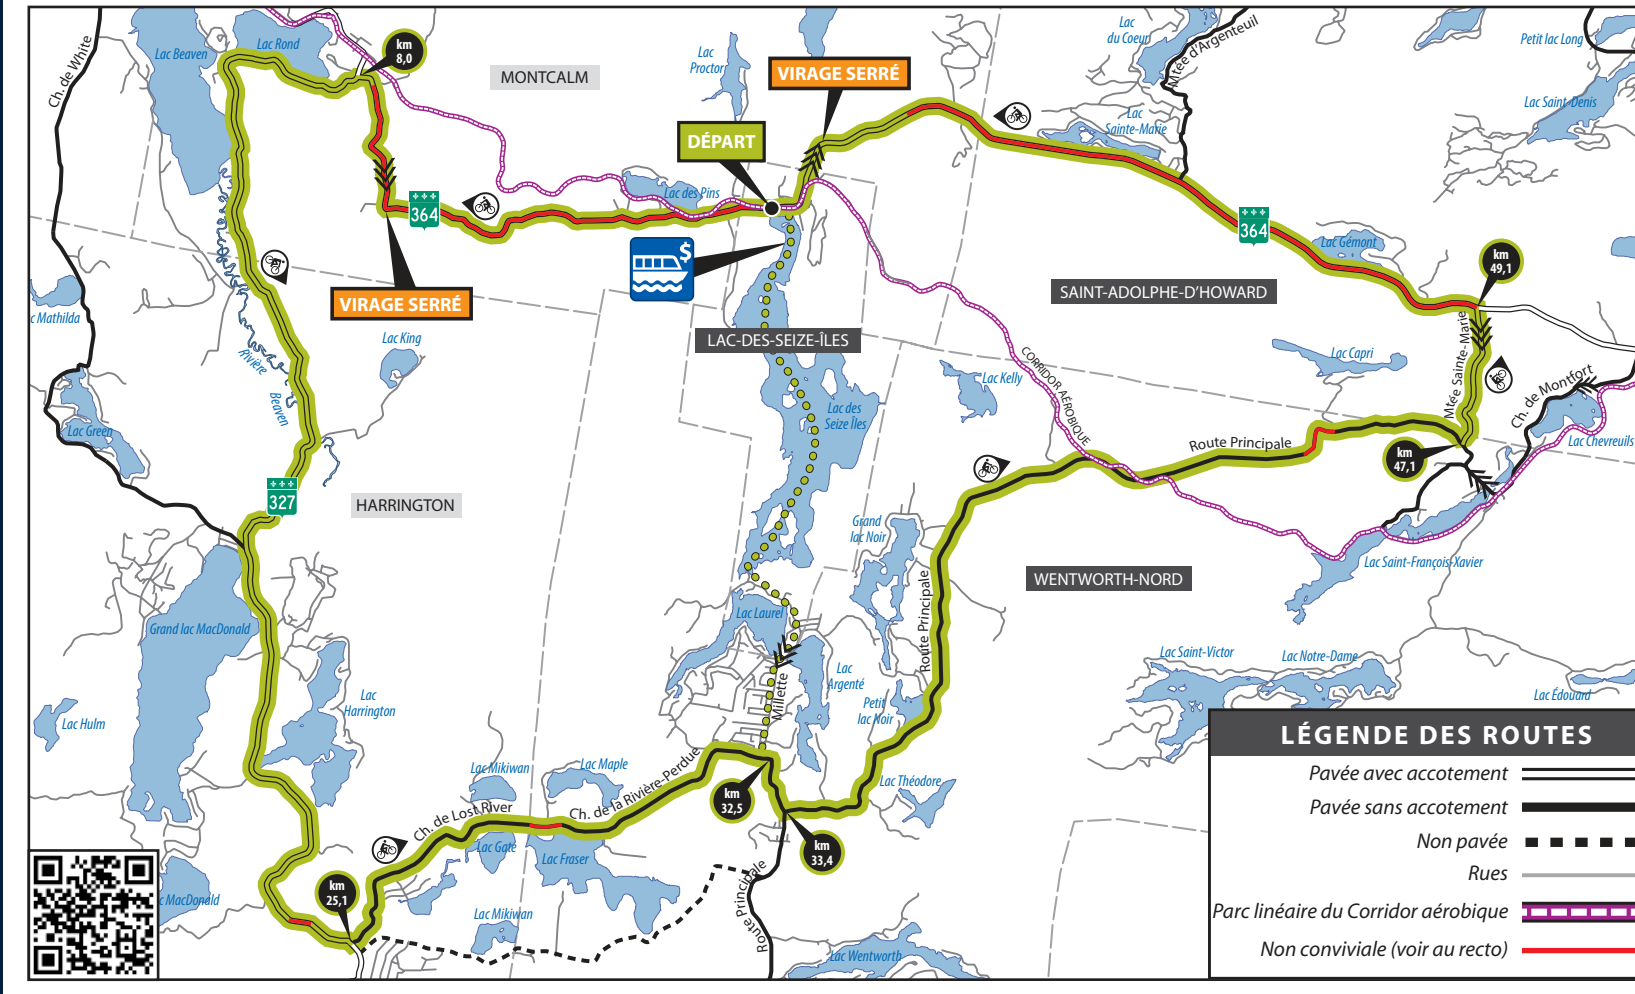 Ch. de White
Lac Beaven
Lac Rond
km
8,0
MONTCALM
Lac
Proctor
VIRAGE SERRÉ
DÉPART
Lac des Pins
364
VIRAGE SERRÉ
$
Lac
du Coeur
Mtée d'Argenteuil
Petit lac Long
Lac Saint-Denis
Lac
Sainte-Marie
364
Lac Gémont
km
49,1
SAINT-ADOLPHE-D'HOWARD
LAC-DES-SEIZE-ÎLES
c Mathilda
Rivière
Beaven
Lac King
Lac Green
Lac Kelly
CORRIDOR AÉROBIQUE
Lac Capri
Mtée Sainte-Marie
Ch. de Montfort
Lac Chevreuils
Lac des
Seize Îles
Route Principale
km
47,1
327
HARRINGTON
Grand
lac Noir
Lac Saint-François-Xavier
WENTWORTH-NORD
Route Principale
Grand lac MacDonald
Lac Laurel
Lac
Argenté
Petit
lac Noir
Millette
Lac
Harrington
Lac Hulm
Lac Saint-Victor
Lac Notre-Dame
Lac Édouard
Lac Mikiwan
Lac Maple
Ch. de Lost River
Ch. de la Rivière-Perdue
km
32,5
Lac Théodore
km
33,4
Lac Gate
Lac Fraser
km
25,1
c MacDonald
Lac Mikiwan
Route Principale
Lac Wentworth
LÉGENDE DES ROUTES
Pavée avec accotement
Pavée sans accotement
Non pavée
Rues
Parc linéaire du Corridor aérobique
Non conviviale (voir au recto)